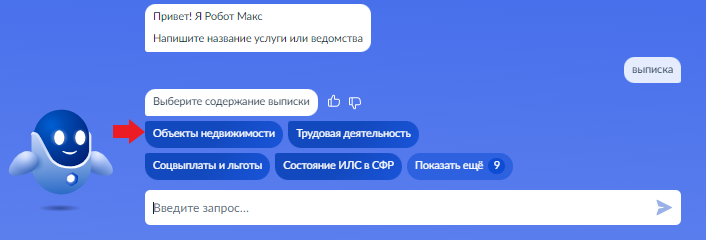 Привет! Я Робот Макс
Напишите название услуги или ведомства
выписка
Выберите содержание выписки
Объекты недвижимости
Трудовая деятельность
Соцвыплаты и льготы
Состояние ИЛС в СФР
Показать ещё 9
Введите запрос...